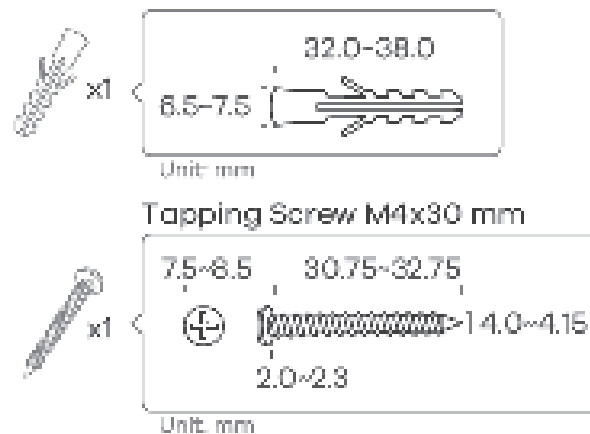 32.0~38.0
x1
6.5~7.5
Unit: mm
Tapping Screw M4x30 mm
7.5~8.5 30.75~32.75
x1
4.0~4.15
2.0~2.3
Unit: mm